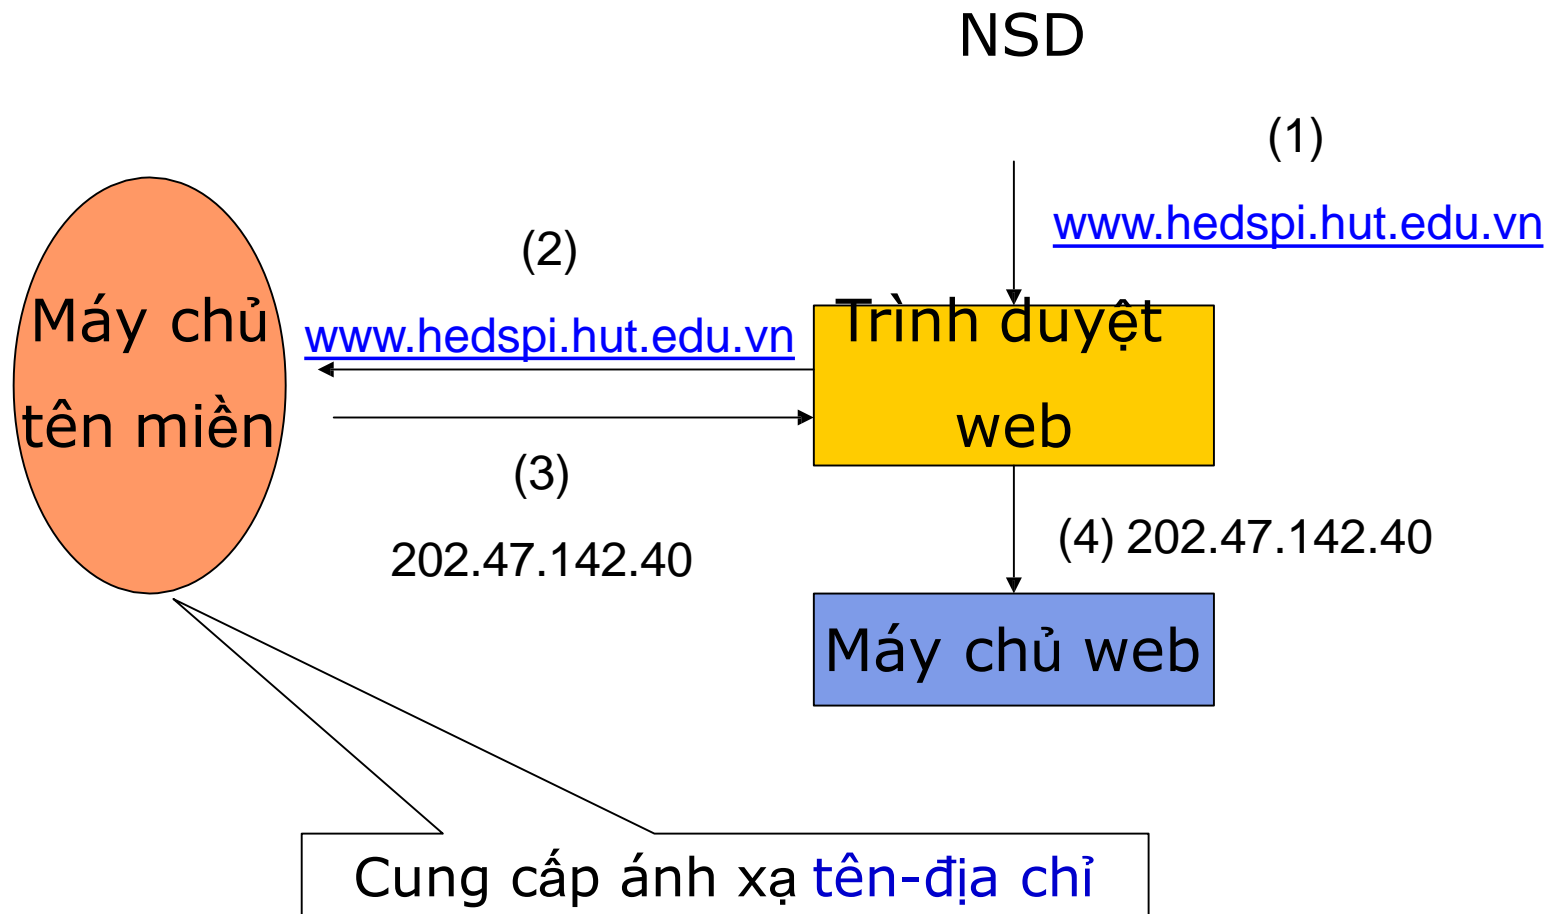 NSD
(1)
www.hedspi.hut.edu.vn
(2)
www.hedspi.hut.edu.vn
Máy chủ
tên miền
Trình duyệt
web
(3)
202.47.142.40
(4) 202.47.142.40
Máy chủ web
Cung cấp ánh xạ tên-địa chỉ